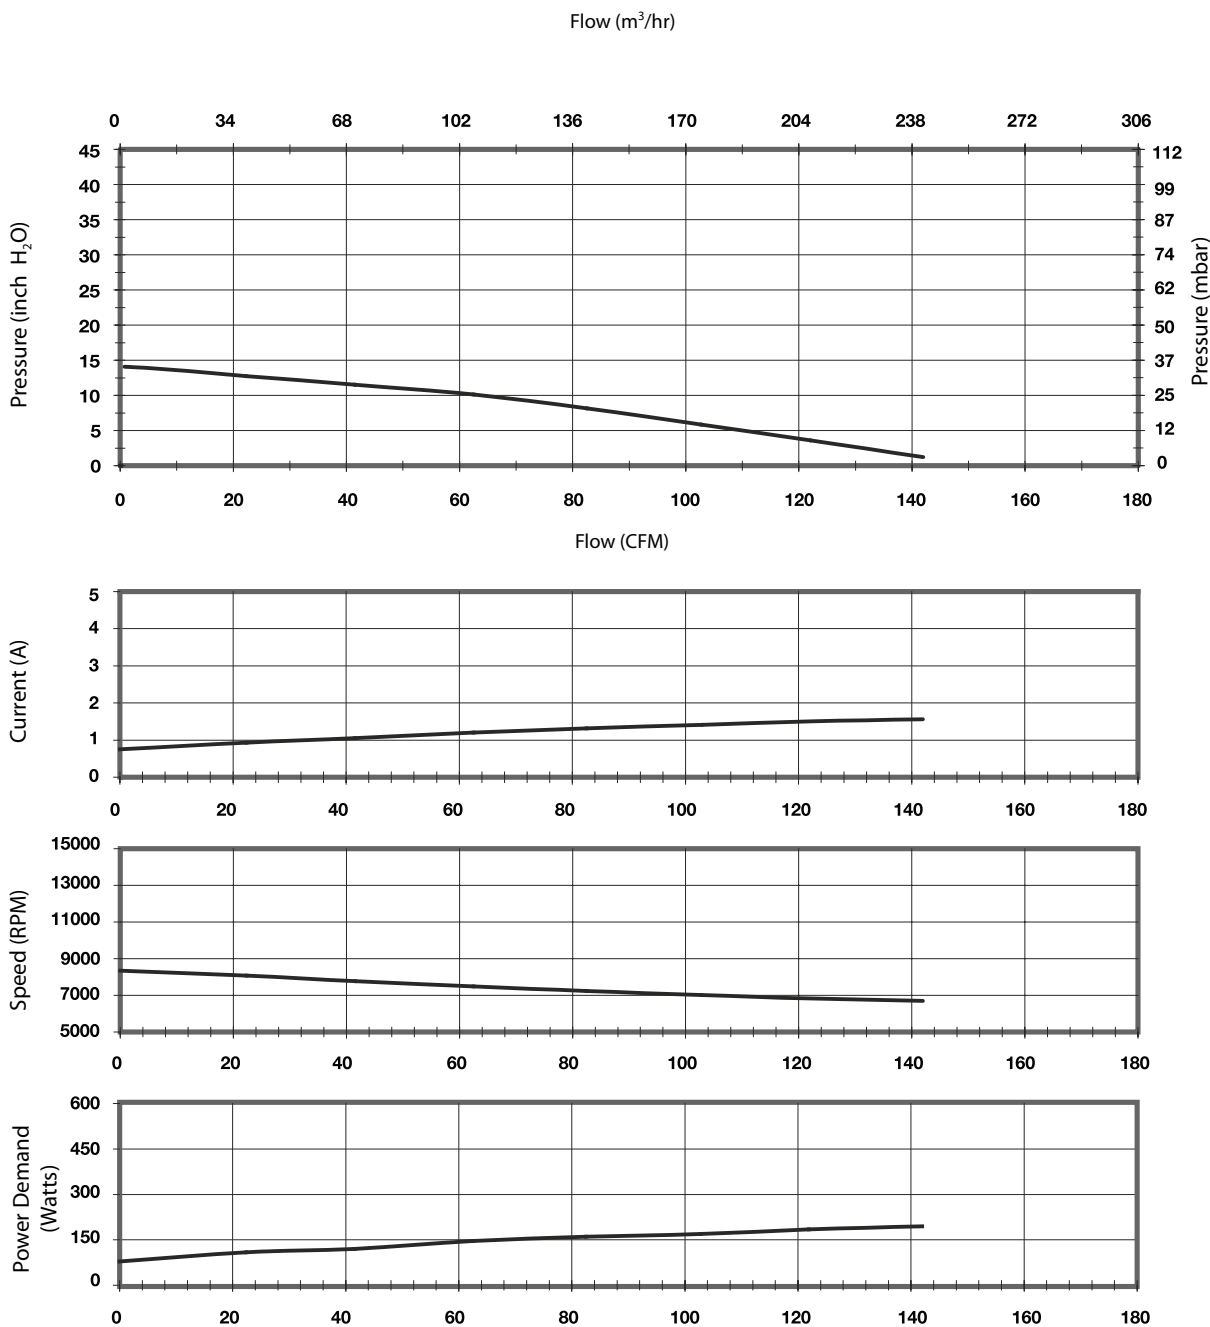 Flow (m³/hr)
0 34 68 102 136 170 204 238 272 306
Pressure (inch H₂O)
45
40
35
30
25
20
15
10
5
0
112
99
87
74
62
50
37
25
12
0
Pressure (mbar)
0 20 40 60 80 100 120 140 160 180
Flow (CFM)
Current (A)
5
4
3
2
1
0
0 20 40 60 80 100 120 140 160 180
Speed (RPM)
15000
13000
11000
9000
7000
5000
0 20 40 60 80 100 120 140 160 180
Power Demand
(Watts)
600
450
300
150
0
0 20 40 60 80 100 120 140 160 180